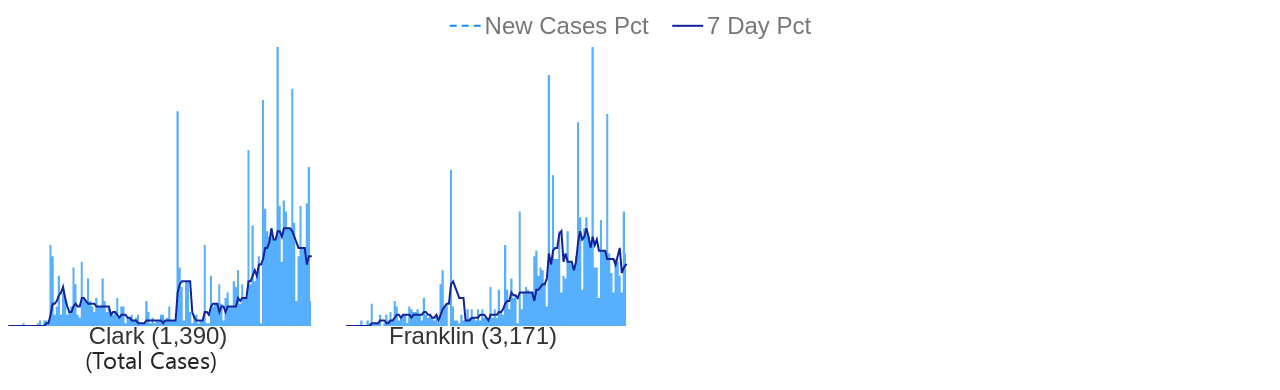 New Cases Pct 7 Day Pct
Clark (1,390) Franklin (3,171)
(Total Cases)